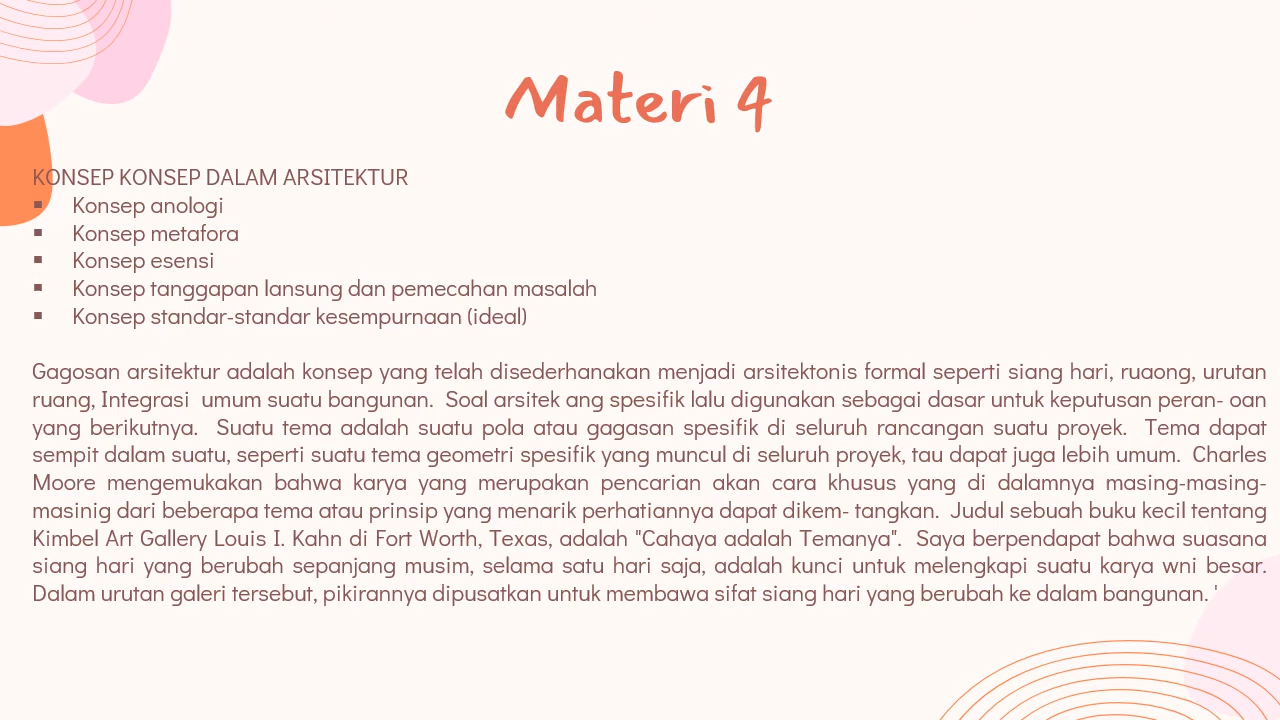 Materi 4
KONSEP KONSEP DALAM ARSITEKTUR
▪ Konsep anologi
▪ Konsep metafora
▪ Konsep esensi
▪ Konsep tanggapan lansung dan pemecahan masalah
▪ Konsep standar-standar kesempurnaan (ideal)
Gagosan arsitektur adalah konsep yang telah disederhanakan menjadi arsitektonis formal seperti siang hari, ruaong, urutan
ruang, Integrasi  umum suatu bangunan.  Soal arsitek ang spesifik lalu digunakan sebagai dasar untuk keputusan peran- oan
yang berikutnya.  Suatu tema adalah suatu pola atau gagasan spesifik di seluruh rancangan suatu proyek.  Tema dapat
sempit dalam suatu, seperti suatu tema geometri spesifik yang muncul di seluruh proyek, tau dapat juga lebih umum.  Charles
Moore mengemukakan bahwa karya yang merupakan pencarian akan cara khusus yang di dalamnya masing-masing-
masinig dari beberapa tema atau prinsip yang menarik perhatiannya dapat dikem- tangkan.  Judul sebuah buku kecil tentang
Kimbel Art Gallery Louis I. Kahn di Fort Worth, Texas, adalah "Cahaya adalah Temanya".  Saya berpendapat bahwa suasana
siang hari yang berubah sepanjang musim, selama satu hari saja, adalah kunci untuk melengkapi suatu karya wni besar.
Dalam urutan galeri tersebut, pikirannya dipusatkan untuk membawa sifat siang hari yang berubah ke dalam bangunan. '